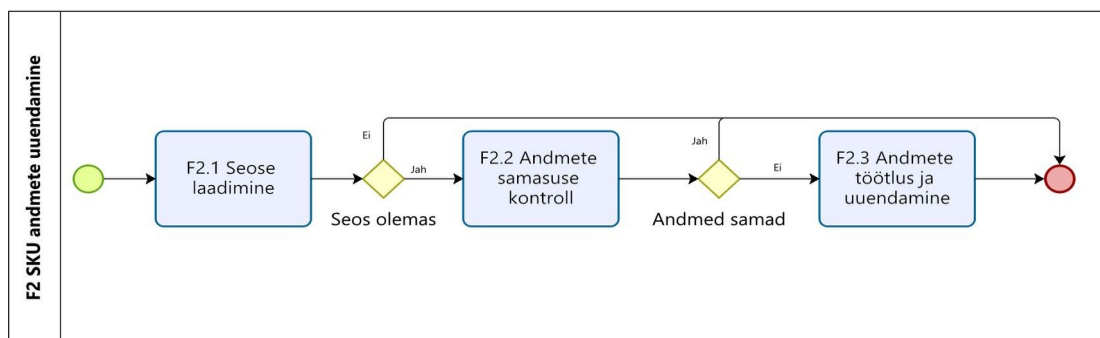 F2 SKU andmete uuendamine
F2.1 Seose
laadimine
Ei
Jah
Seos olemas
F2.2 Andmete
samasuse
kontroll
Jah
Ei
Andmed samad
F2.3 Andmete
töötlus ja
uuendamine